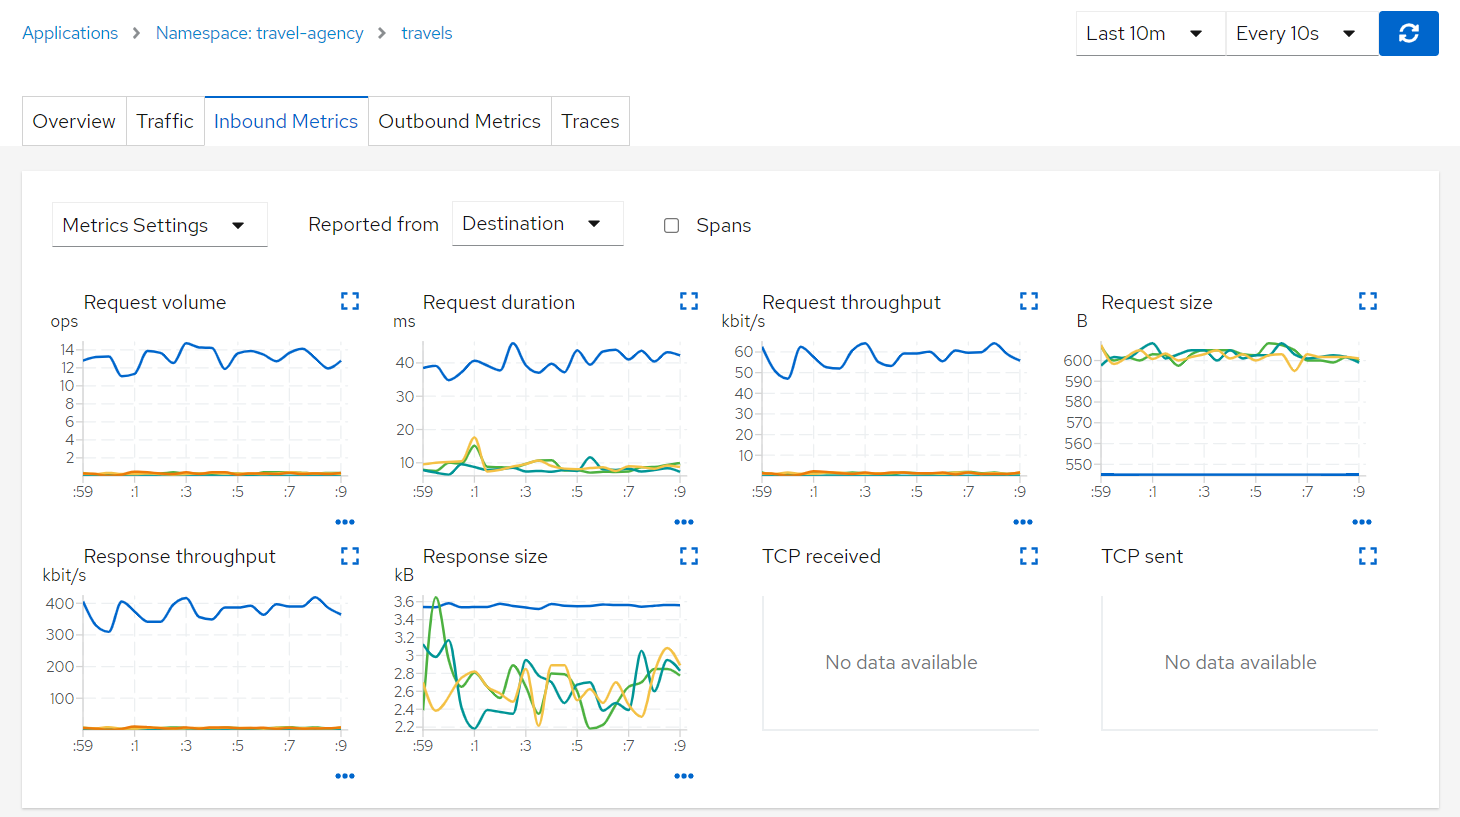 Applications > Namespace: travel-agency > travels
Last 10m
Every 10s
Overview
Traffic
Inbound Metrics
Outbound Metrics
Traces
Metrics Settings
Reported from
Destination
Spans
Request volume
ops
14
12
10
8
6
4
2
:59 :1 :3 :5 :7 :9
Request duration
ms
40
30
20
10
:59 :1 :3 :5 :7 :9
Request throughput
kbit/s
60
50
40
30
20
10
:59 :1 :3 :5 :7 :9
Request size
B
600
590
580
570
560
550
:59 :1 :3 :5 :7 :9
Response throughput
kbit/s
400
300
200
100
:59 :1 :3 :5 :7 :9
Response size
kB
3.6
3.4
3.2
3
2.8
2.6
2.4
2.2
:59 :1 :3 :5 :7 :9
TCP received
No data available
TCP sent
No data available